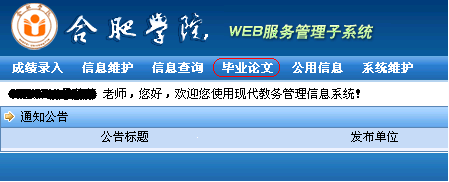 合肥学院, WEB服务管理子系统
成绩录入 信息维护 信息查询 毕业论文 公用信息 系统维护
老师，您好，欢迎您使用现代教务管理信息系统！
通知公告
公告标题 发布单位